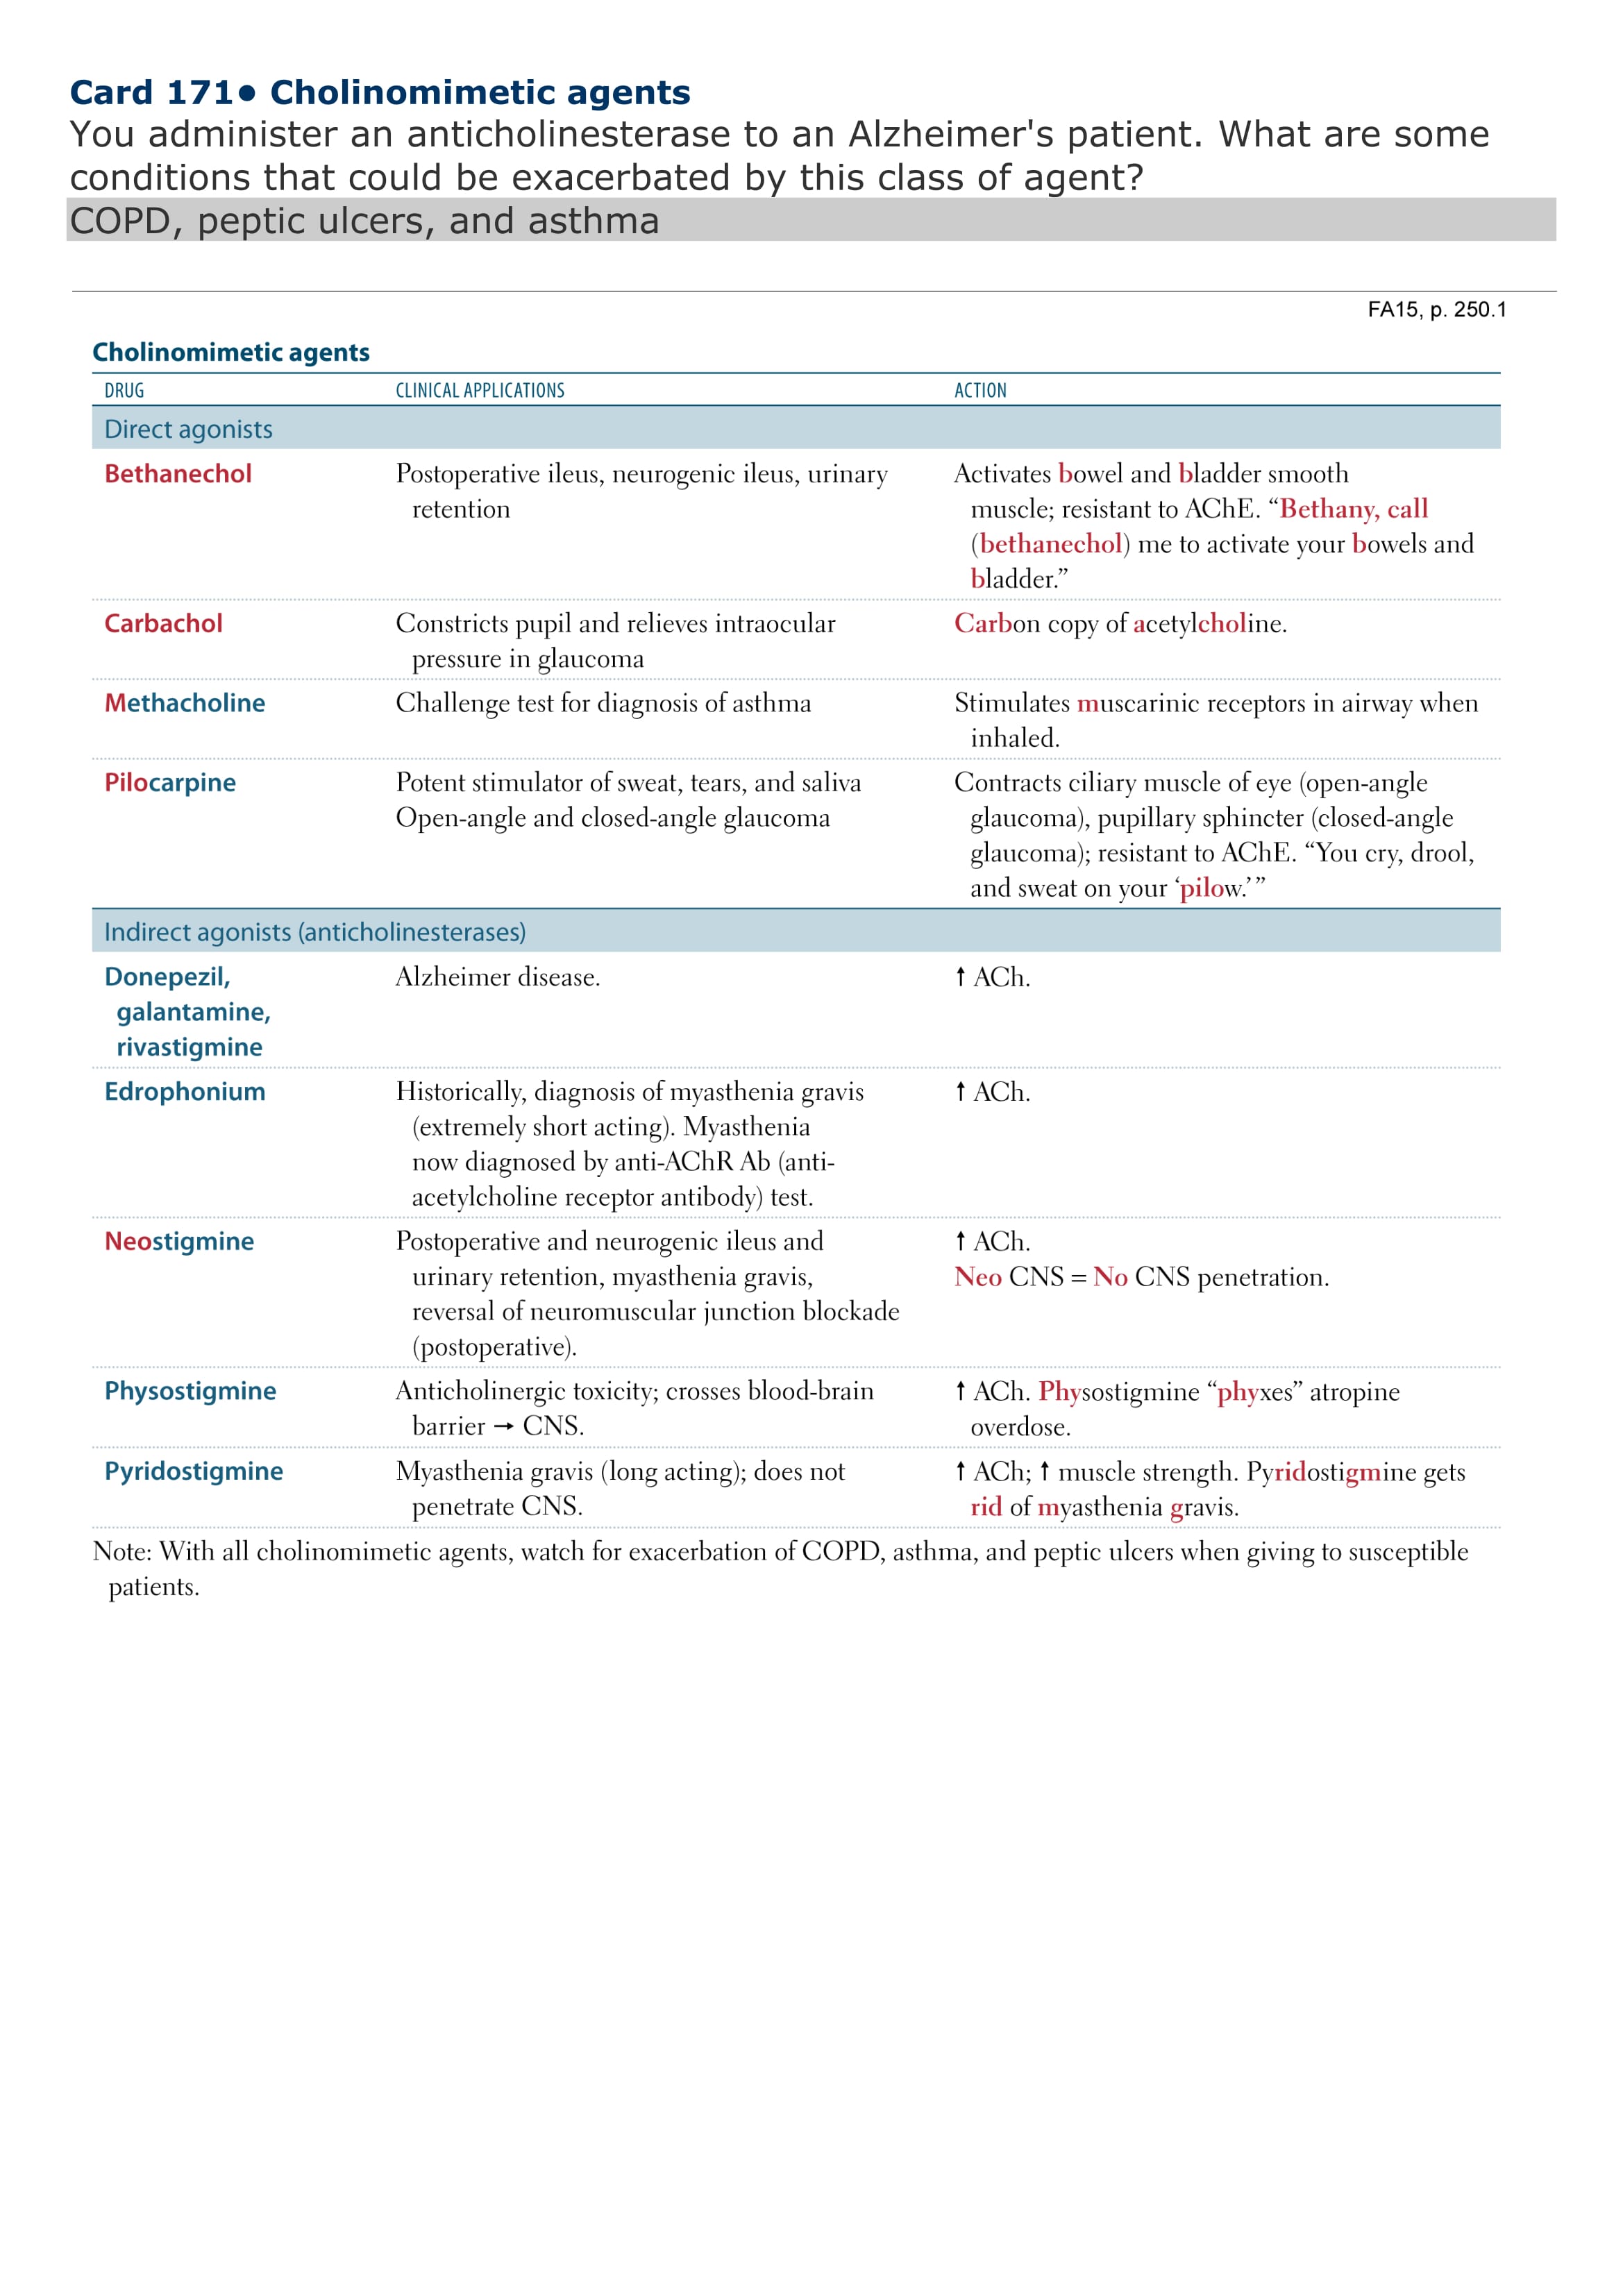 Card 171• Cholinomimetic agents
You administer an anticholinesterase to an Alzheimer's patient. What are some
conditions that could be exacerbated by this class of agent?
COPD, peptic ulcers, and asthma
FA15, p. 250.1
Cholinomimetic agents
DRUG CLINICAL APPLICATIONS ACTION
Direct agonists
Bethanechol Postoperative ileus, neurogenic ileus, urinary Activates bowel and bladder smooth
retention muscle; resistant to AChE. “Bethany, call
(bethanechol) me to activate your bowels and
bladder.”
Carbachol Constricts pupil and relieves intraocular Carbon copy of acetylcholine.
pressure in glaucoma
Methacholine Challenge test for diagnosis of asthma Stimulates muscarinic receptors in airway when
inhaled.
Pilocarpine Potent stimulator of sweat, tears, and saliva Contracts ciliary muscle of eye (open-angle
Open-angle and closed-angle glaucoma glaucoma), pupillary sphincter (closed-angle
glaucoma); resistant to AChE. “You cry, drool,
and sweat on your ‘pilow.’”
Indirect agonists (anticholinesterases)
Donepezil, Alzheimer disease. ↑ ACh.
galantamine,
rivastigmine
Edrophonium Historically, diagnosis of myasthenia gravis ↑ ACh.
(extremely short acting). Myasthenia
now diagnosed by anti-AChR Ab (anti-
acetylcholine receptor antibody) test.
Neostigmine Postoperative and neurogenic ileus and ↑ ACh.
urinary retention, myasthenia gravis, Neo CNS = No CNS penetration.
reversal of neuromuscular junction blockade
(postoperative).
Physostigmine Anticholinergic toxicity; crosses blood-brain ↑ ACh. Physostigmine “phyxes” atropine
barrier → CNS. overdose.
Pyridostigmine Myasthenia gravis (long acting); does not ↑ ACh; ↑ muscle strength. Pyridostigmine gets
penetrate CNS. rid of myasthenia gravis.
Note: With all cholinomimetic agents, watch for exacerbation of COPD, asthma, and peptic ulcers when giving to susceptible
patients.